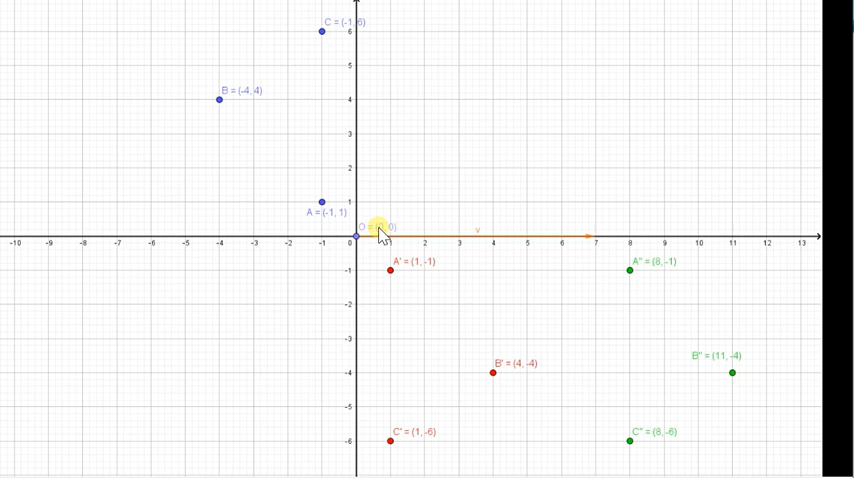 C = (-1, 6)
6
5
B = (-4, 4)
4
3
2
1
A = (-1, 1)
O = (0, 0)
v
-10 -9 -8 -7 -6 -5 -4 -3 -2 -1 0 2 3 4 5 6 7 8 9 10 11 12 13
A' = (1, -1)
A'' = (8, -1)
-1
-2
-3
B'' = (11, -4)
B' = (4, -4)
-4
-5
C' = (1, -6)
C'' = (8, -6)
-6